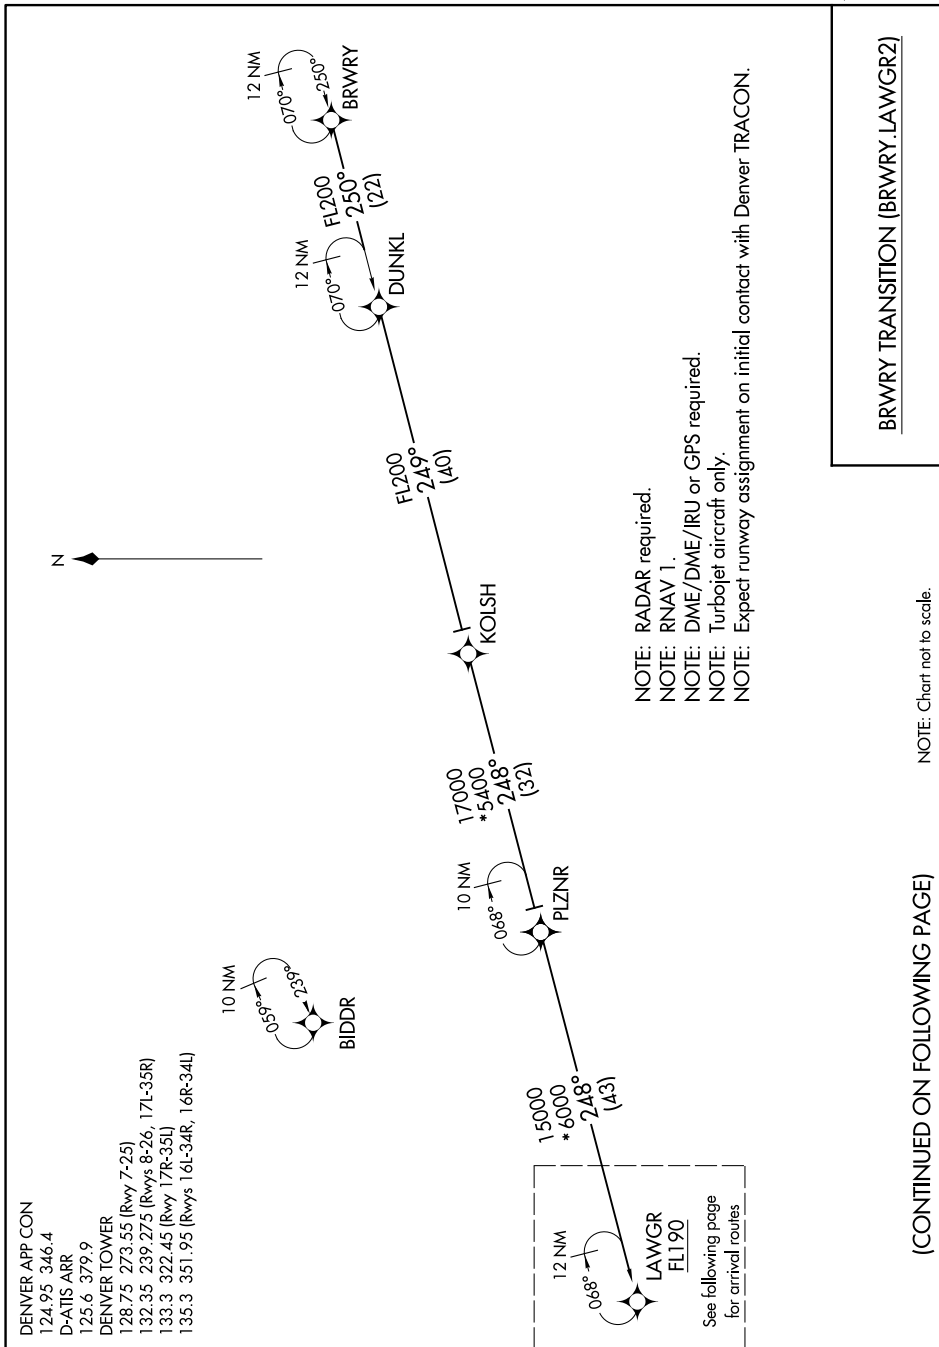 DENVER APP CON
124.95 346.4
D-ATIS ARR
125.6 379.9
DENVER TOWER
128.75 273.55 (Rwy 7-25)
132.35 239.275 (Rwys 8-26, 17L-35R)
133.3 322.45 (Rwy 17R-35L)
135.3 351.95 (Rwys 16L-34R, 16R-34L)
N
12 NM
070°
250°
BRWRY
FL200
250°
(22)
12 NM
070°
DUNKL
FL200
249°
(40)
KOLSH
17000
*5400
248°
(32)
10 NM
068°
PLZNR
10 NM
059°
239°
BIDDR
15000
*6000
248°
(43)
12 NM
068°
LAWGR
FL190
See following page
for arrival routes
NOTE: RADAR required.
NOTE: RNAV 1.
NOTE: DME/DME/IRU or GPS required.
NOTE: Turbojet aircraft only.
NOTE: Expect runway assignment on initial contact with Denver TRACON.
BRWRY TRANSITION (BRWRY.LAWGR2)
NOTE: Chart not to scale.
(CONTINUED ON FOLLOWING PAGE)